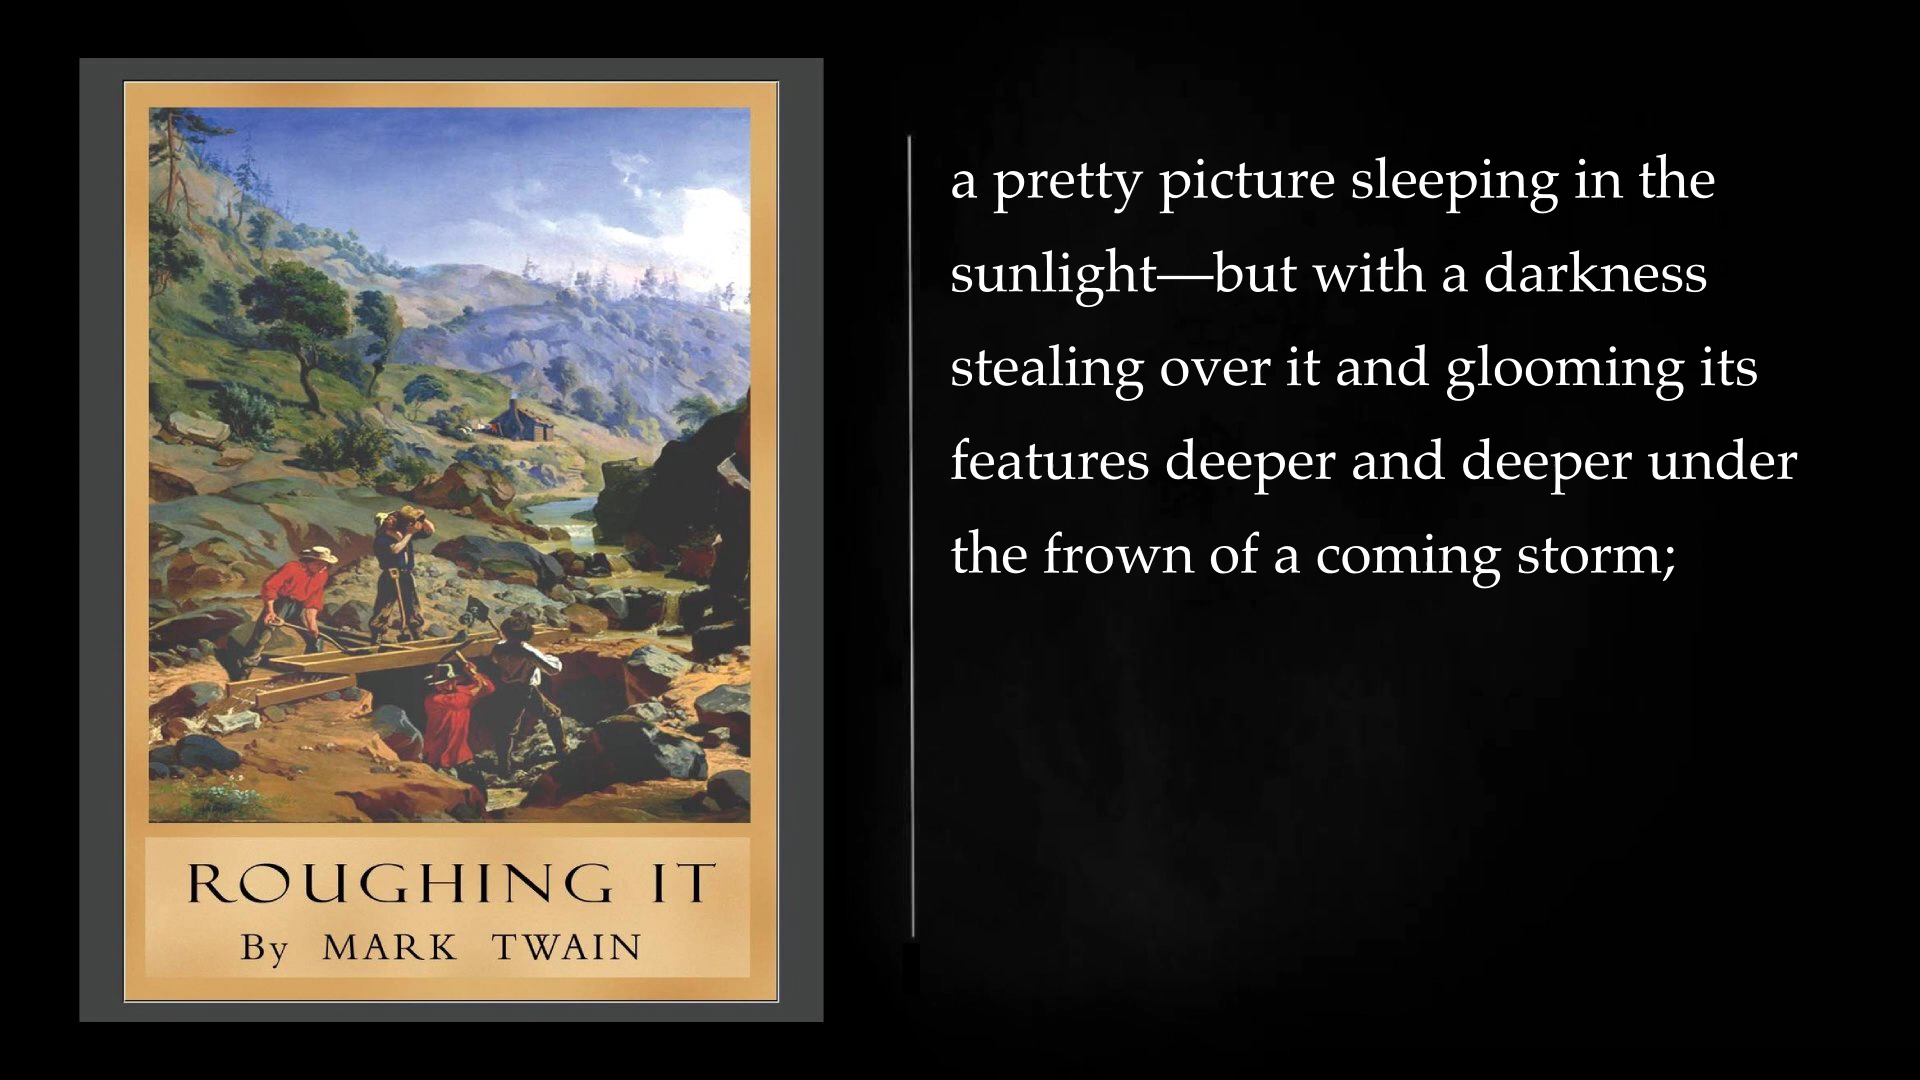 a pretty picture sleeping in the
sunlight—but with a darkness
stealing over it and glooming its
features deeper and deeper under
the frown of a coming storm;
ROUGHING IT
By MARK TWAIN